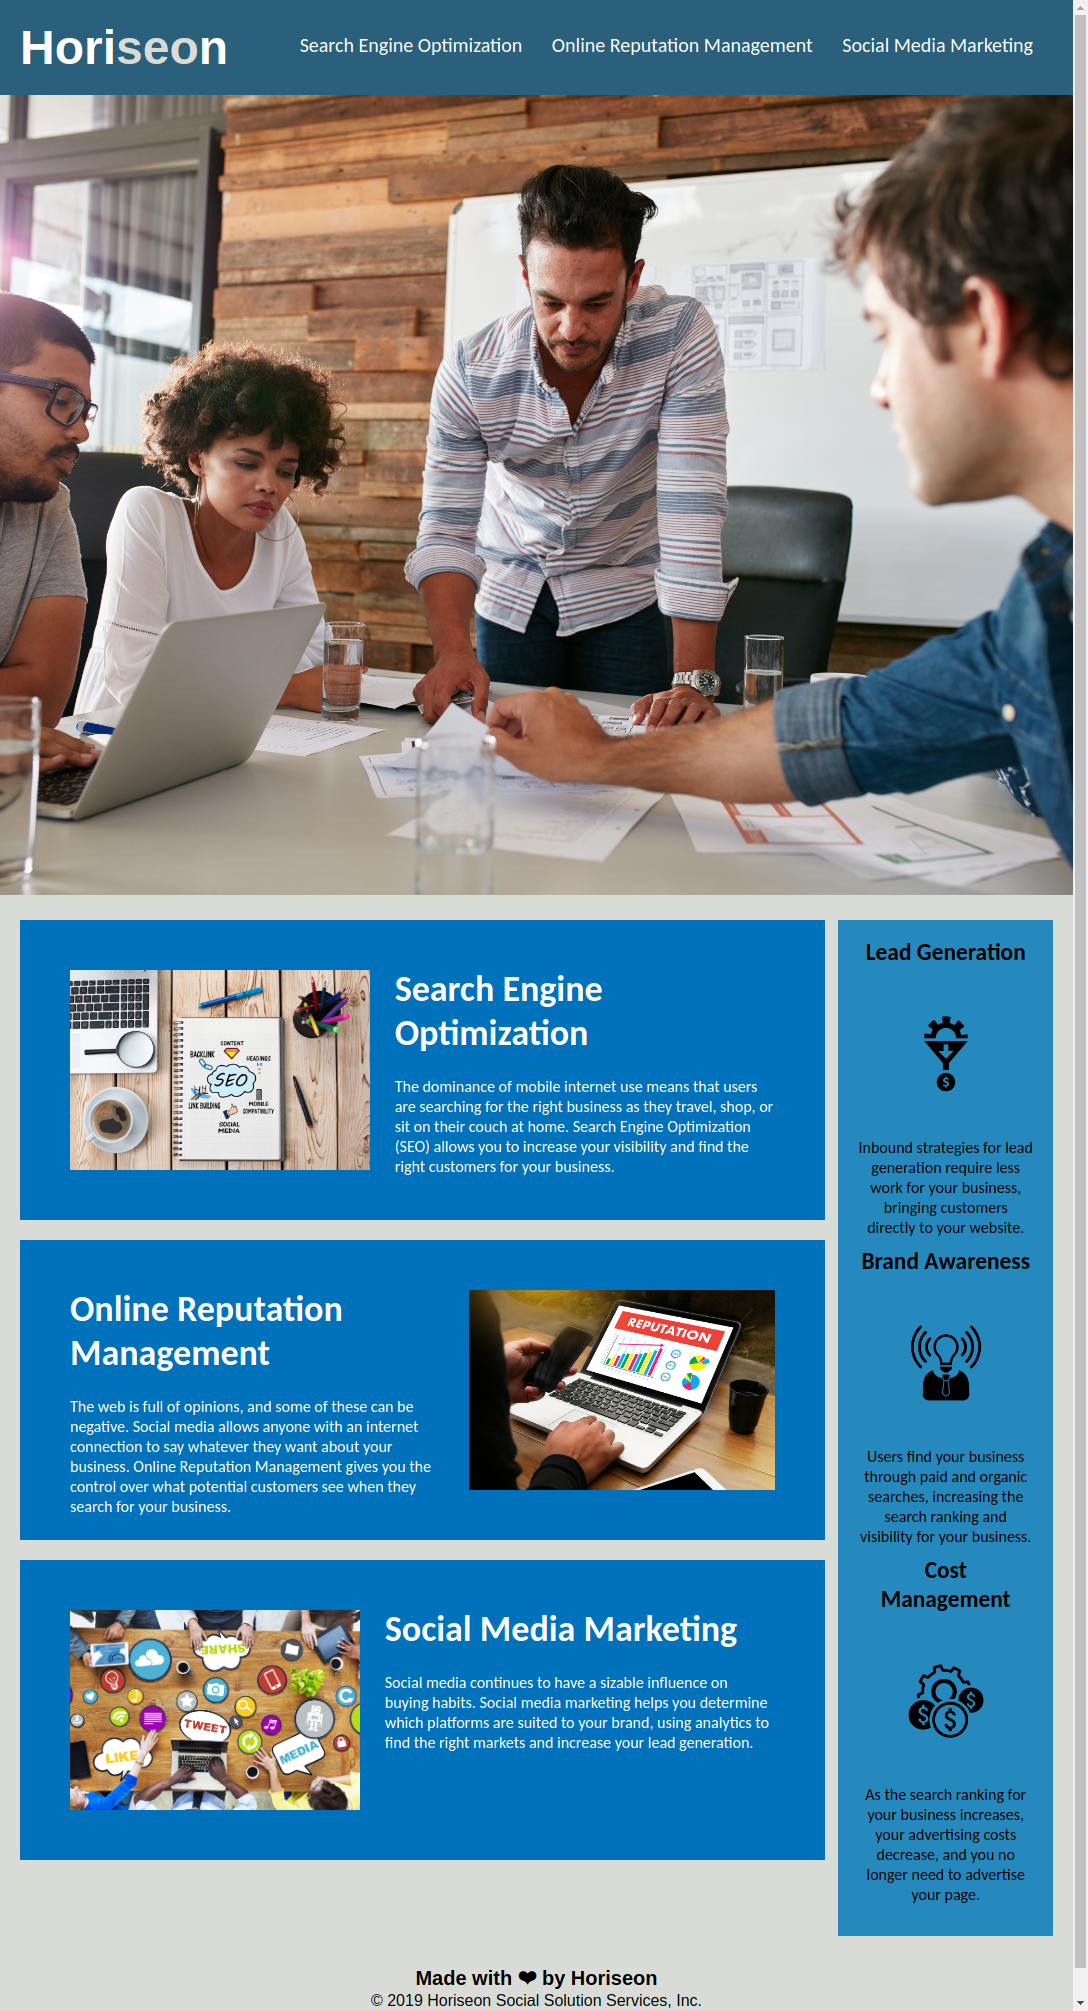 Horiseon
Search Engine Optimization
Online Reputation Management
Social Media Marketing
Search Engine
Optimization
The dominance of mobile internet use means that users
are searching for the right business as they travel, shop, or
sit on their couch at home. Search Engine Optimization
(SEO) allows you to increase your visibility and find the
right customers for your business.
CONTENT
BACKLINK
HEADINGS
SEO
LINK BUILDING
MOBILE
COMPATIBILITY
SOCIAL
MEDIA
Online Reputation
Management
The web is full of opinions, and some of these can be
negative. Social media allows anyone with an internet
connection to say whatever they want about your
business. Online Reputation Management gives you the
control over what potential customers see when they
search for your business.
REPUTATION
Social Media Marketing
Social media continues to have a sizable influence on
buying habits. Social media marketing helps you determine
which platforms are suited to your brand, using analytics to
find the right markets and increase your lead generation.
SHARE
TWEET
LIKE
MEDIA
Lead Generation
$
Inbound strategies for lead
generation require less
work for your business,
bringing customers
directly to your website.
Brand Awareness
Users find your business
through paid and organic
searches, increasing the
search ranking and
visibility for your business.
Cost
Management
$ $ $
As the search ranking for
your business increases,
your advertising costs
decrease, and you no
longer need to advertise
your page.
Made with ❤ by Horiseon
© 2019 Horiseon Social Solution Services, Inc.